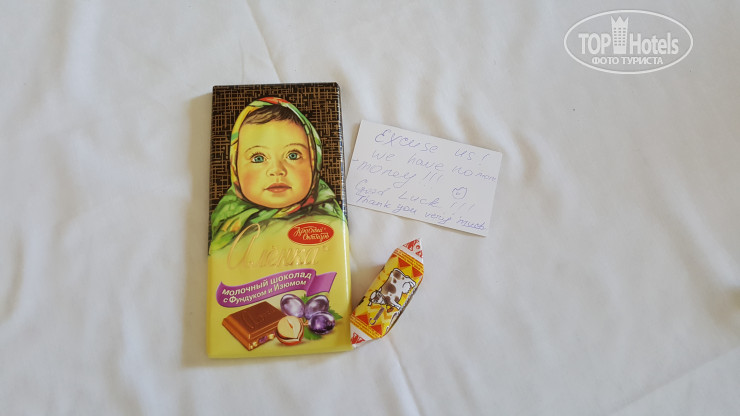 TOP Hotels
ФОТО ТУРИСТА
Excuse us!
we have no more
money!!!
Good Luck!!!
Thank you very much
Красный
Октябрь
Алёнка
молочный шоколад
с Фундуком и Изюмом